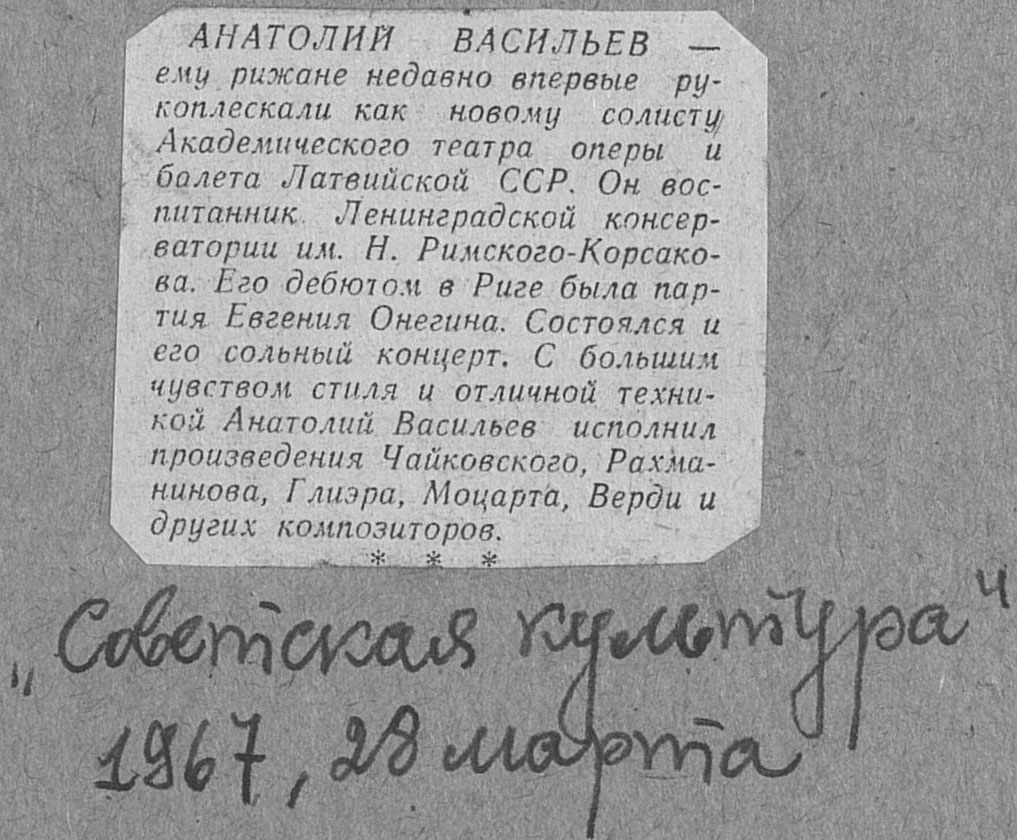 АНАТОЛИЙ ВАСИЛЬЕВ —
ему рижане недавно впервые ру-
коплескали как новому солисту
Академического театра оперы и
балета Латвийской ССР. Он вос-
питанник Ленинградской консер-
ватории им. Н. Римского-Корсако-
ва. Его дебютом в Риге была пар-
тия Евгения Онегина. Состоялся и
его сольный концерт. С большим
чувством стиля и отличной техни-
кой Анатолий Васильев исполнил
произведения Чайковского, Рахма-
нинова, Глиэра, Моцарта, Верди и
других композиторов.
* * *
„Советская культура"
1967, 28 марта